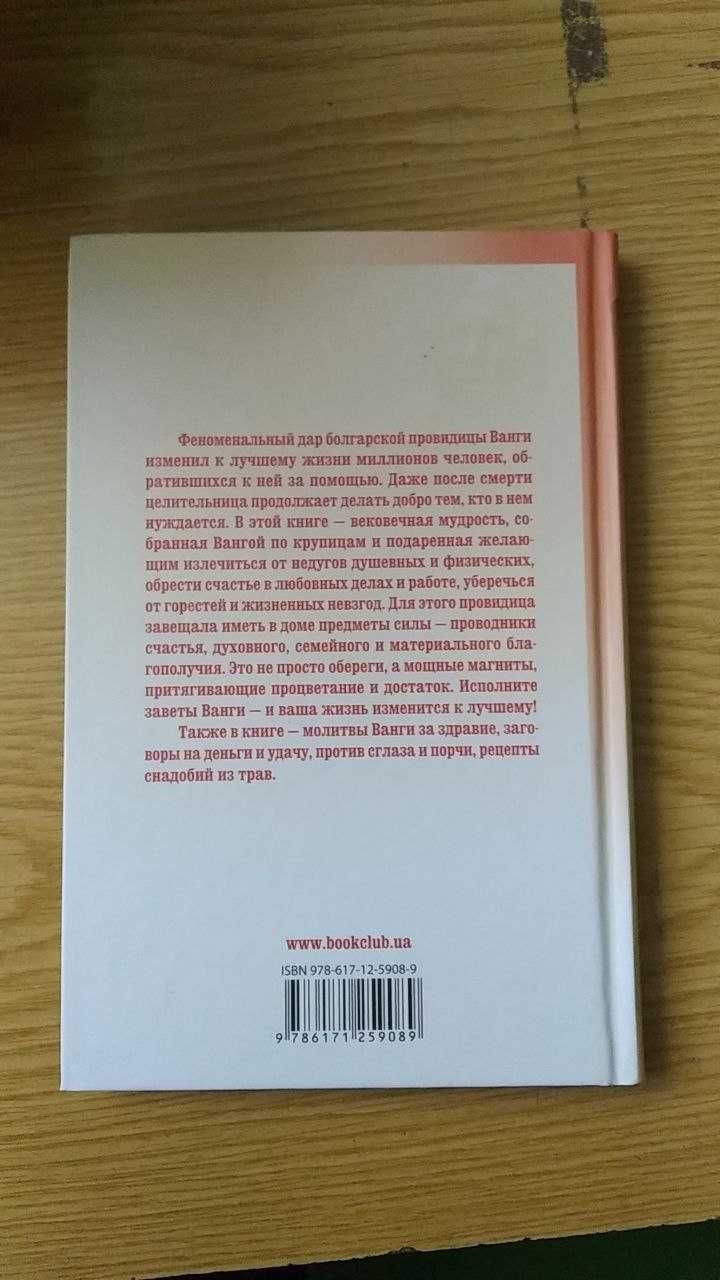 Феноменальный дар болгарской провидицы Ванги
изменил к лучшему жизни миллионов человек, об-
ратившихся к ней за помощью. Даже после смерти
целительница продолжает делать добро тем, кто в нем
нуждается. В этой книге — вековечная мудрость, со-
бранная Вангой по крупицам и подаренная желаю-
щим излечиться от недугов душевных и физических,
обрести счастье в любовных делах и работе, уберечься
от горестей и жизненных невзгод. Для этого провидица
завещала иметь в доме предметы силы — проводники
счастья, духовного, семейного и материального бла-
гополучия. Это не просто обереги, а мощные магниты,
притягивающие процветание и достаток. Исполните
заветы Ванги — и ваша жизнь изменится к лучшему!
Также в книге — молитвы Ванги за здравие, заго-
воры на деньги и удачу, против сглаза и порчи, рецепты
снадобий из трав.
www.bookclub.ua
ISBN 978-617-12-5908-9
9 786171 259089